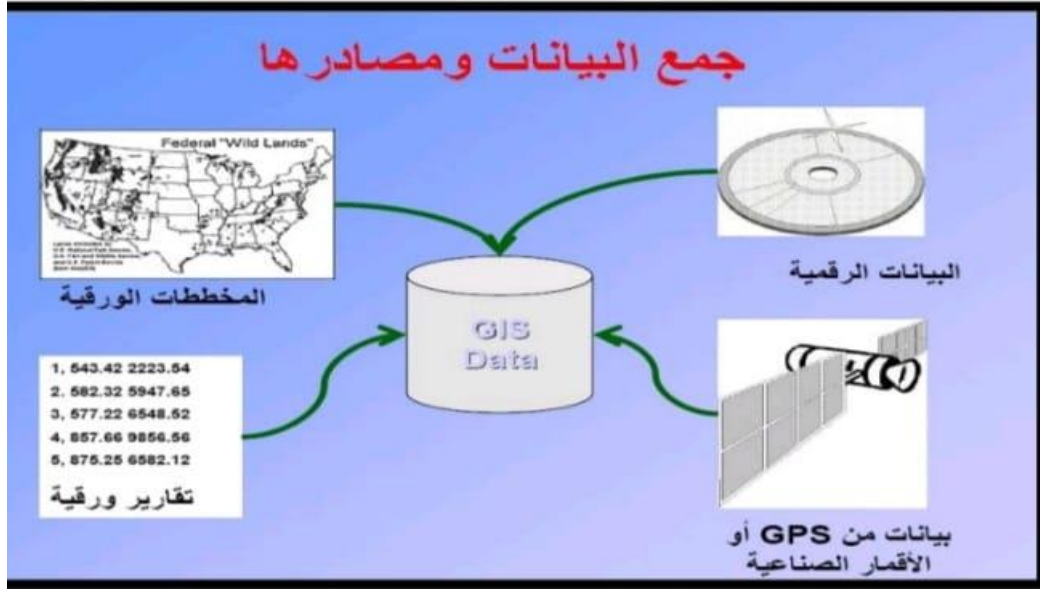 جمع البيانات ومصادرها
Federal "Wild Lands"
المخططات الورقية
البيانات الرقمية
GIS
Data
1, 543.42 2223.54
2. 582.32 5947.65
3, 577.22 6548.52
4, 857.66 9856.56
5, 875.25 6582.12
تقارير ورقية
بيانات من GPS أو
الأقمار الصناعية